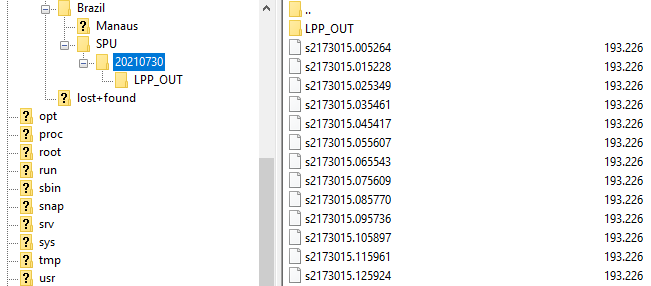 Brazil
Manaus
SPU
20210730
LPP_OUT
lost+found
opt
proc
root
run
sbin
snap
srv
sys
tmp
usr
..
LPP_OUT
s2173015.005264 193.226
s2173015.015228 193.226
s2173015.025349 193.226
s2173015.035461 193.226
s2173015.045417 193.226
s2173015.055607 193.226
s2173015.065543 193.226
s2173015.075609 193.226
s2173015.085770 193.226
s2173015.095736 193.226
s2173015.105897 193.226
s2173015.115961 193.226
s2173015.125924 193.226